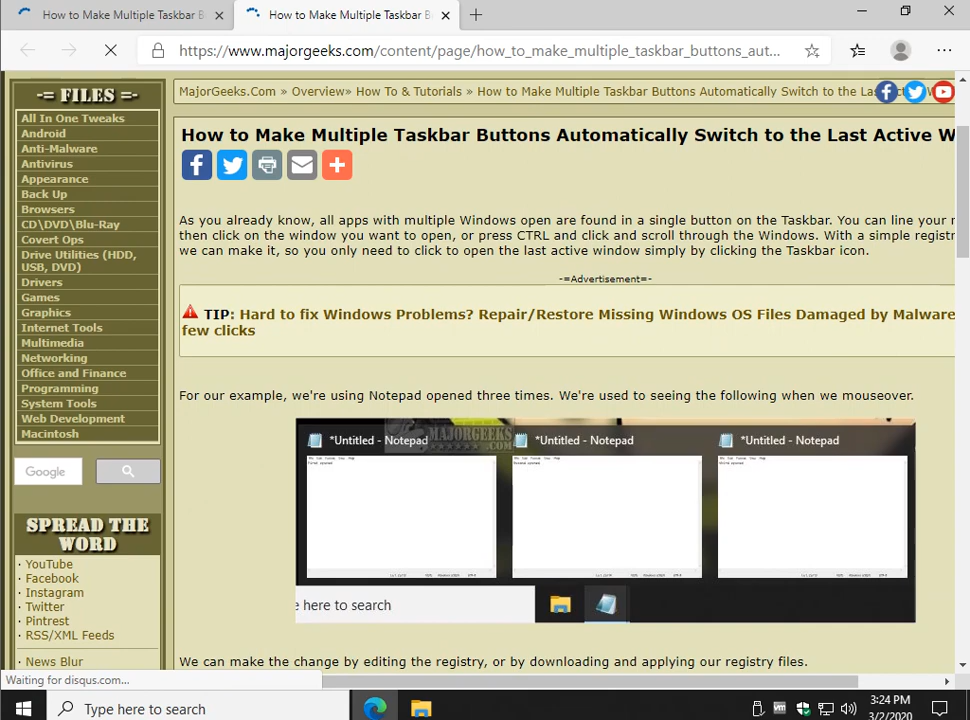 How to Make Multiple Taskbar B
How to Make Multiple Taskbar B
https://www.majorgeeks.com/content/page/how_to_make_multiple_taskbar_buttons_aut...
-= FILES =-
All In One Tweaks
Android
Anti-Malware
Antivirus
Appearance
Back Up
Browsers
CD\DVD\Blu-Ray
Covert Ops
Drive Utilities (HDD,
USB, DVD)
Drivers
Games
Graphics
Internet Tools
Multimedia
Networking
Office and Finance
Programming
System Tools
Web Development
Macintosh
Google
SPREAD THE
WORD
· YouTube
· Facebook
· Instagram
· Twitter
· Pintrest
· RSS/XML Feeds
· News Blur
MajorGeeks.Com » Overview» How To & Tutorials » How to Make Multiple Taskbar Buttons Automatically Switch to the Las
How to Make Multiple Taskbar Buttons Automatically Switch to the Last Active W
As you already know, all apps with multiple Windows open are found in a single button on the Taskbar. You can line your
then click on the window you want to open, or press CTRL and click and scroll through the Windows. With a simple registr
we can make it, so you only need to click to open the last active window simply by clicking the Taskbar icon.
-=Advertisement=-
TIP: Hard to fix Windows Problems? Repair/Restore Missing Windows OS Files Damaged by Malware
few clicks
For our example, we're using Notepad opened three times. We're used to seeing the following when we mouseover.
MAJORGEEKS
*Untitled - Notepad
*Untitled - Notepad
*Untitled - Notepad
e here to search
We can make the change by editing the registry, or by downloading and applying our registry files.
Waiting for disqus.com...
Type here to search
3:24 PM
3/2/2020